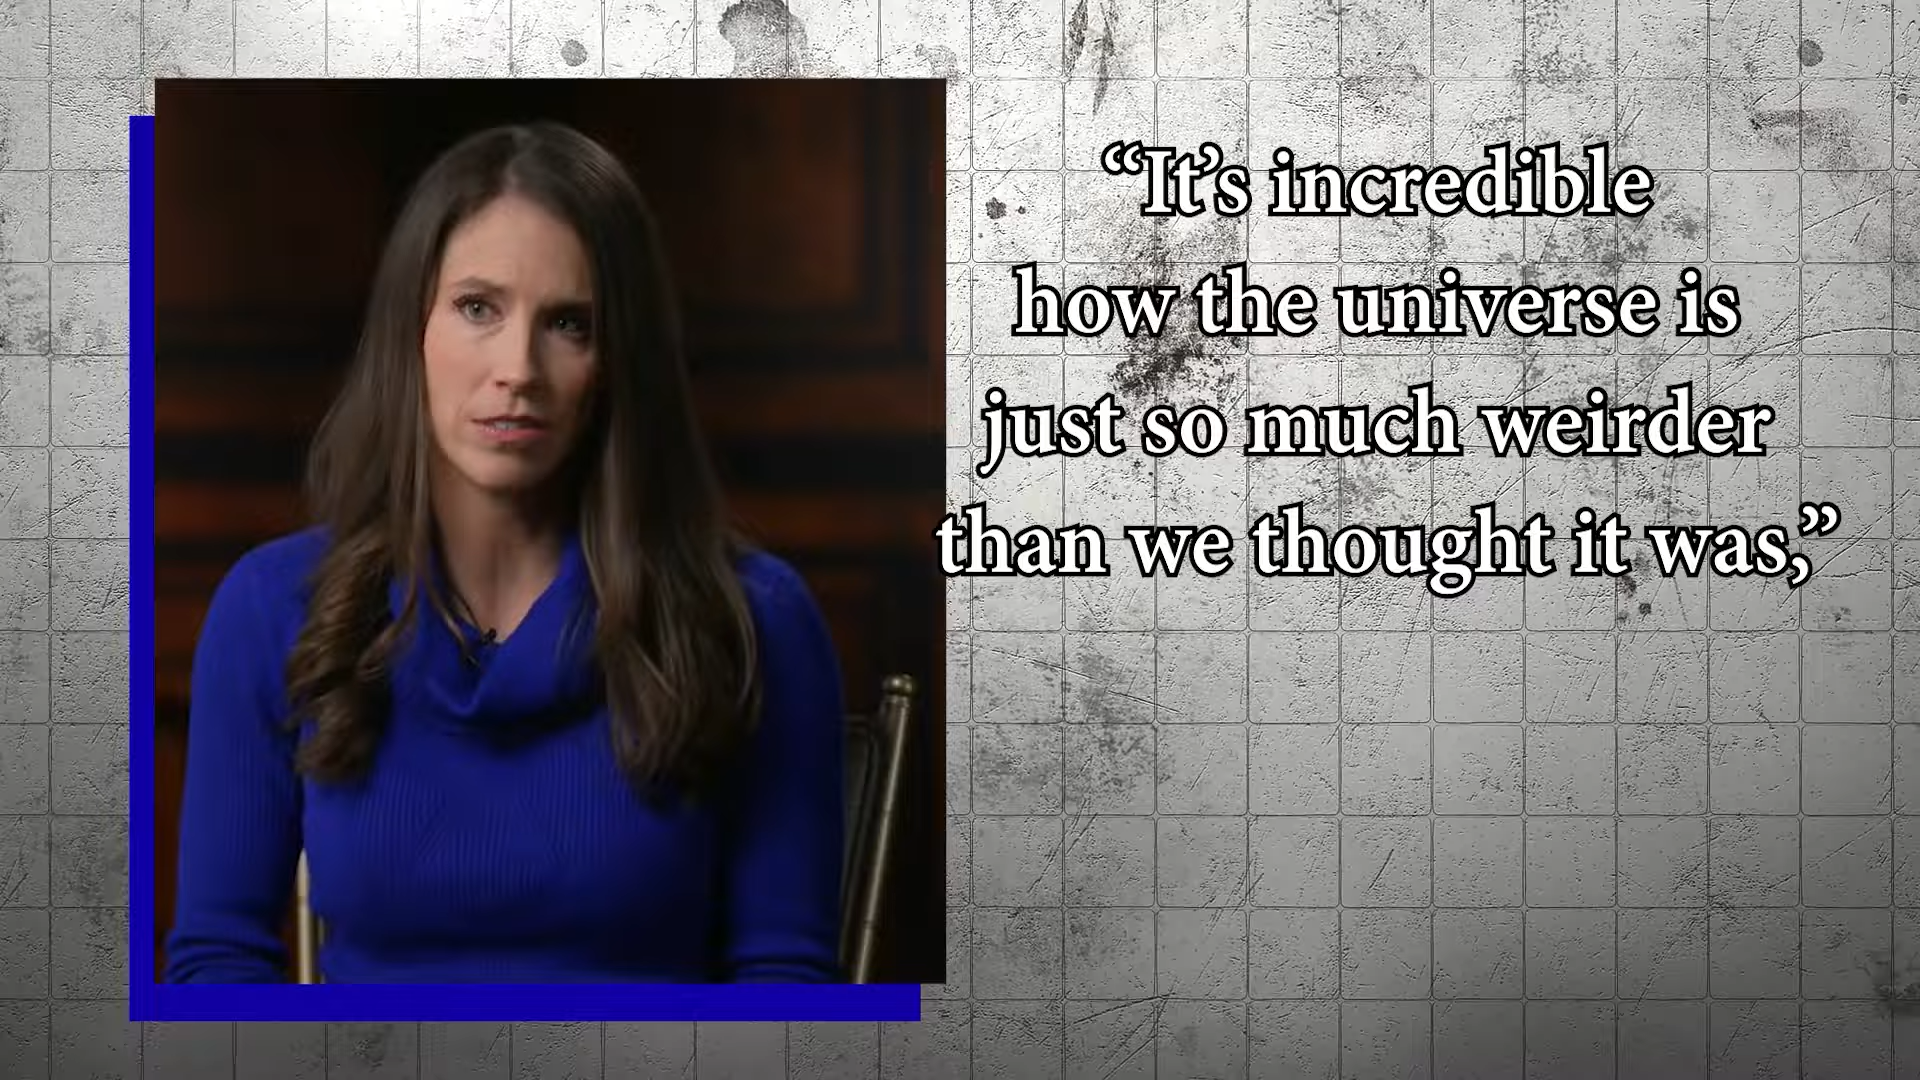 “It’s incredible
how the universe is
just so much weirder
than we thought it was,”